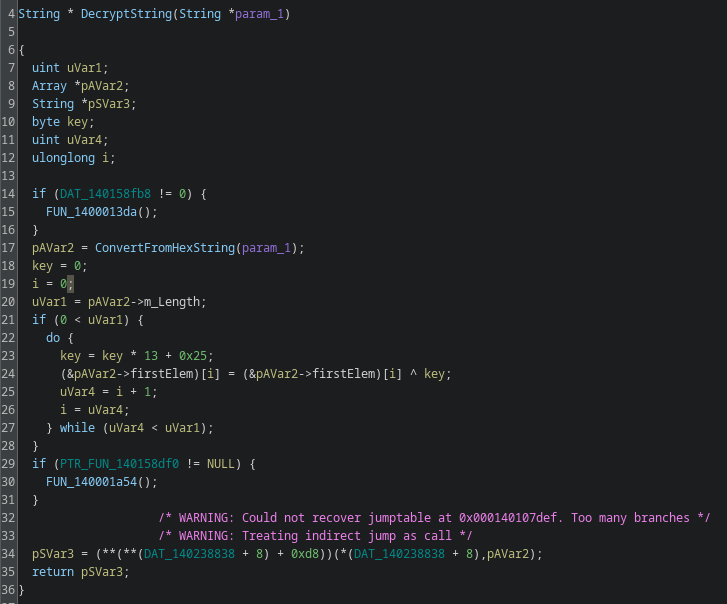 4 String * DecryptString(String *param_1)
5
6 {
7 uint uVar1;
8 Array *pAVar2;
9 String *pSVar3;
10 byte key;
11 uint uVar4;
12 ulonglong i;
13
14 if (DAT_140158fb8 != 0) {
15 FUN_1400013da();
16 }
17 pAVar2 = ConvertFromHexString(param_1);
18 key = 0;
19 i = 0;
20 uVar1 = pAVar2->m_Length;
21 if (0 < uVar1) {
22 do {
23 key = key * 13 + 0x25;
24 (&pAVar2->firstElem)[i] = (&pAVar2->firstElem)[i] ^ key;
25 uVar4 = i + 1;
26 i = uVar4;
27 } while (uVar4 < uVar1);
28 }
29 if (PTR_FUN_140158df0 != NULL) {
30 FUN_140001a54();
31 }
32 /* WARNING: Could not recover jumptable at 0x000140107def. Too many branches */
33 /* WARNING: Treating indirect jump as call */
34 pSVar3 = (**(**(DAT_140238838 + 8) + 0xd8))(*(DAT_140238838 + 8),pAVar2);
35 return pSVar3;
36 }